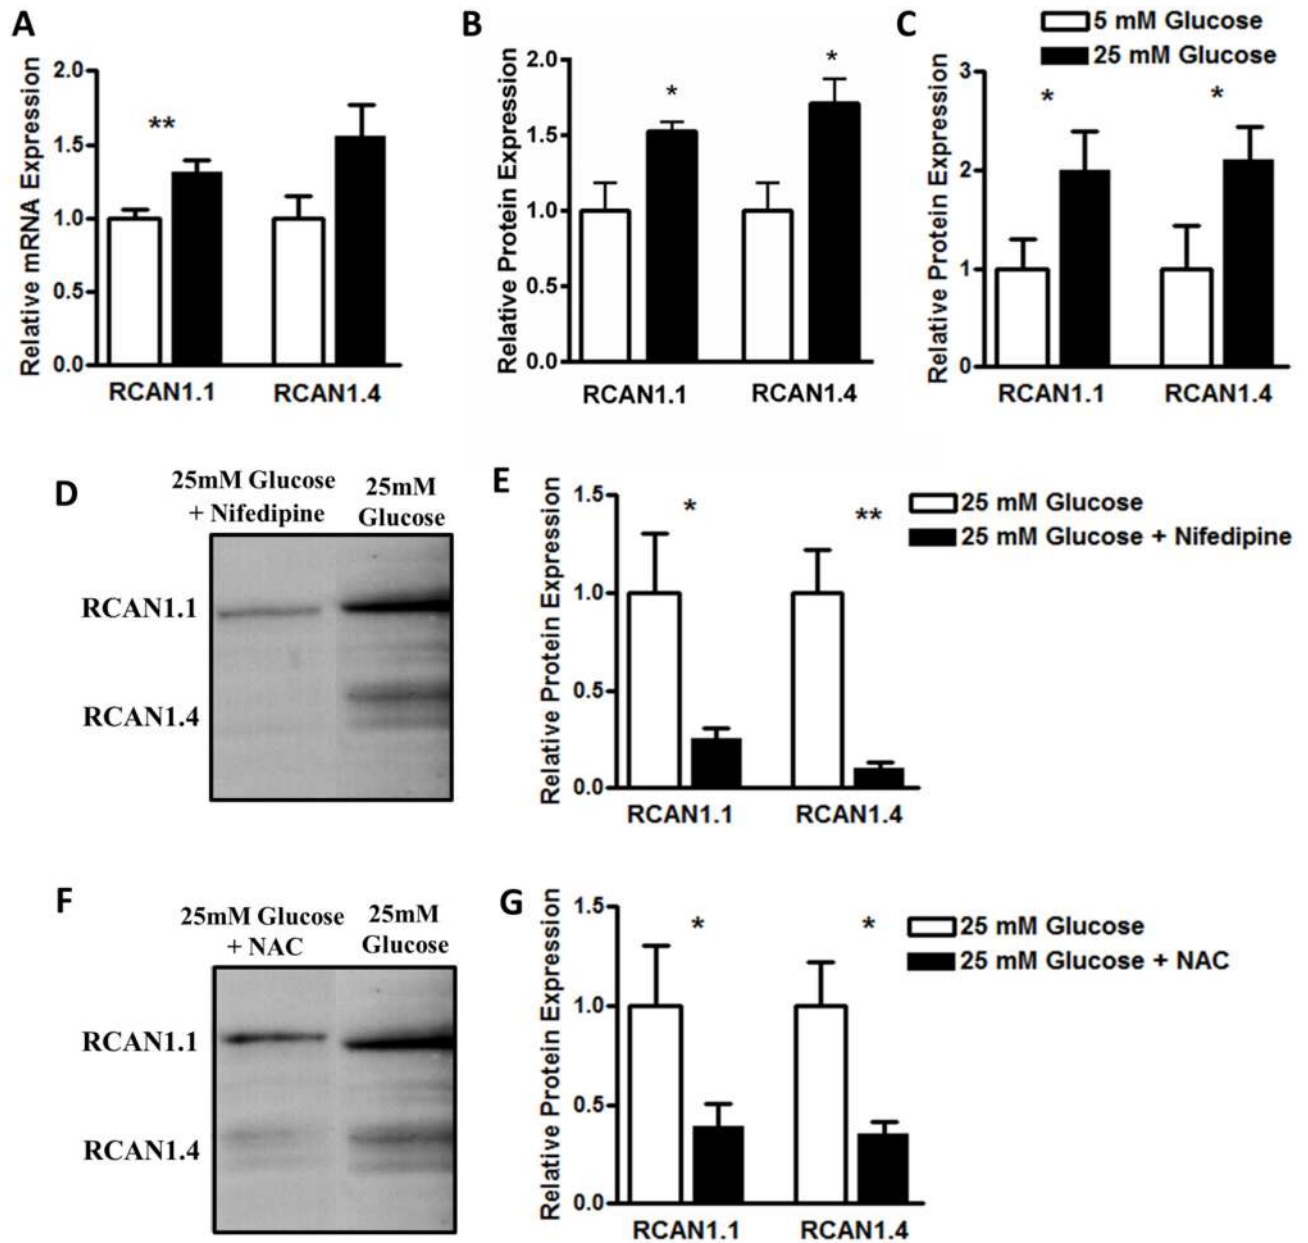 A
Relative mRNA Expression
2.0
1.5
1.0
0.5
0.0
**
RCAN1.1
RCAN1.4
B
Relative Protein Expression
2.0
1.5
1.0
0.5
0.0
*
*
RCAN1.1
RCAN1.4
C
5 mM Glucose
25 mM Glucose
Relative Protein Expression
3
2
1
0
*
*
RCAN1.1
RCAN1.4
D
25mM Glucose
+ Nifedipine
25mM
Glucose
RCAN1.1
RCAN1.4
E
Relative Protein Expression
1.5
1.0
0.5
0.0
*
**
25 mM Glucose
25 mM Glucose + Nifedipine
RCAN1.1
RCAN1.4
F
25mM Glucose
+ NAC
25mM
Glucose
RCAN1.1
RCAN1.4
G
Relative Protein Expression
1.5
1.0
0.5
0.0
*
*
25 mM Glucose
25 mM Glucose + NAC
RCAN1.1
RCAN1.4